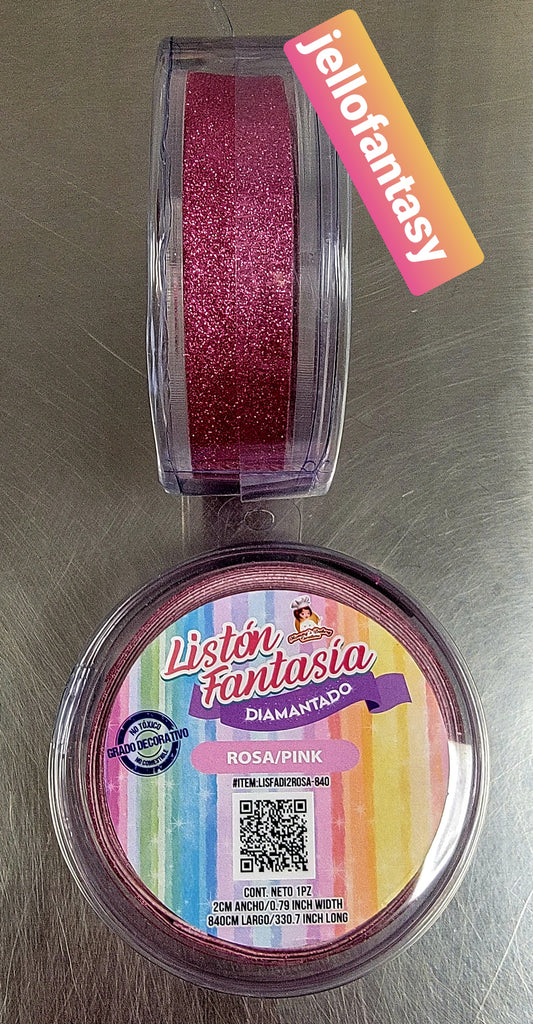 jellofantasy
Listón
Fantasía
DIAMANTADO
NO TÓXICO
GRADO DECORATIVO
NO COMESTIBLE
ROSA/PINK
#ITEM:LISFADI2ROSA-840
CONT. NETO 1PZ
2CM ANCHO/0.79 INCH WIDTH
840CM LARGO/330.7 INCH LONG